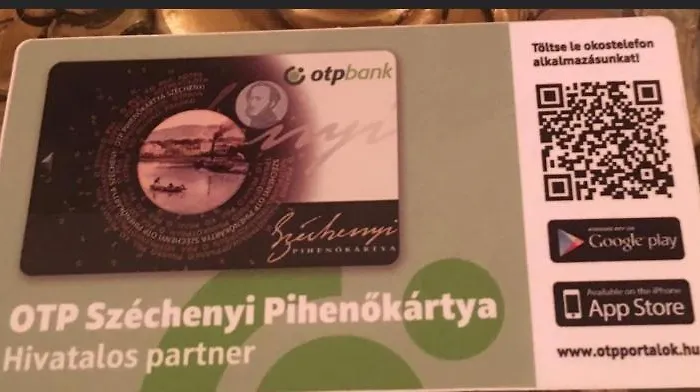 otpbank
Széchenyi
PIHENŐKÁRTYA
OTP Széchenyi Pihenőkártya
Hivatalos partner
Töltse le okostelefon
alkalmazásunkat!
Google play
Available on the iPhone
App Store
www.otpportalok.hu